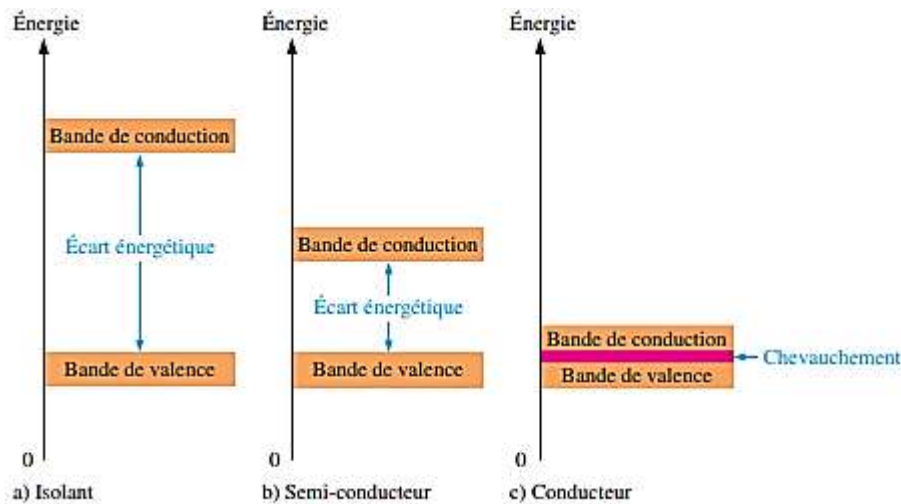 Énergie
Bande de conduction
Écart énergétique
Bande de valence
0
a) Isolant
Énergie
Bande de conduction
Écart énergétique
Bande de valence
0
b) Semi-conducteur
Énergie
Bande de conduction
Chevauchement
Bande de valence
0
c) Conducteur